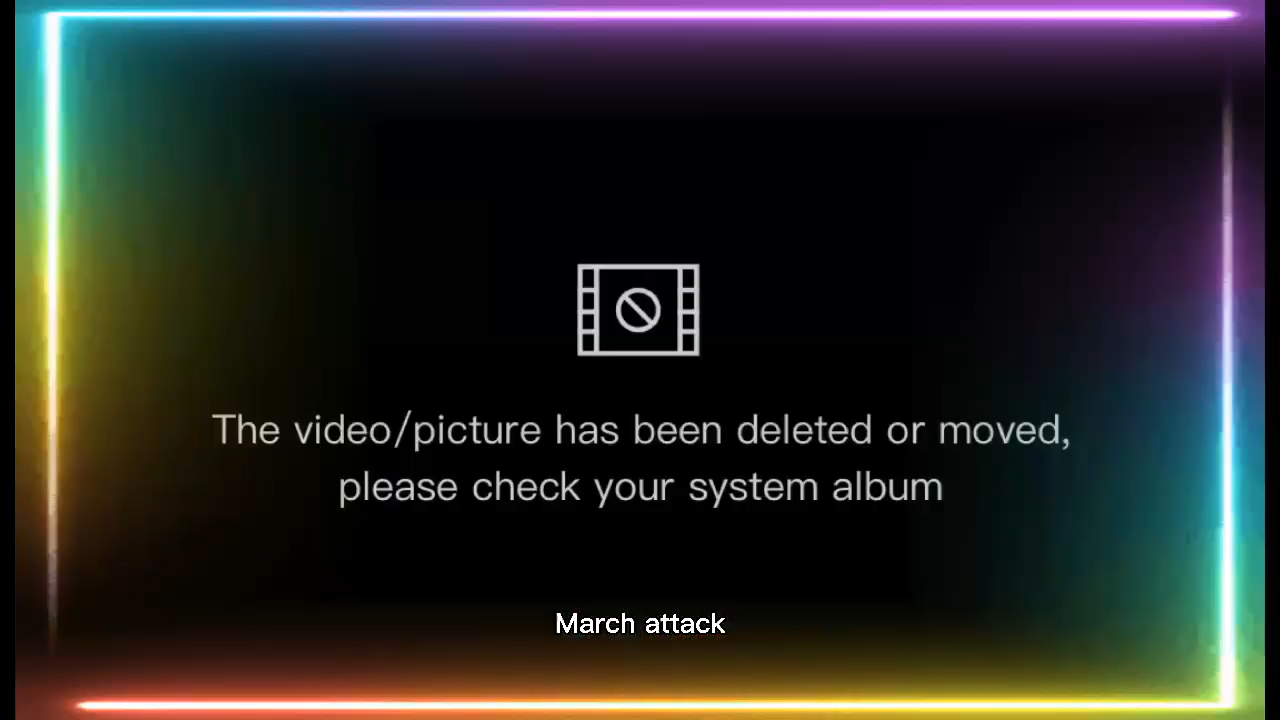 The video/picture has been deleted or moved,
please check your system album
March attack